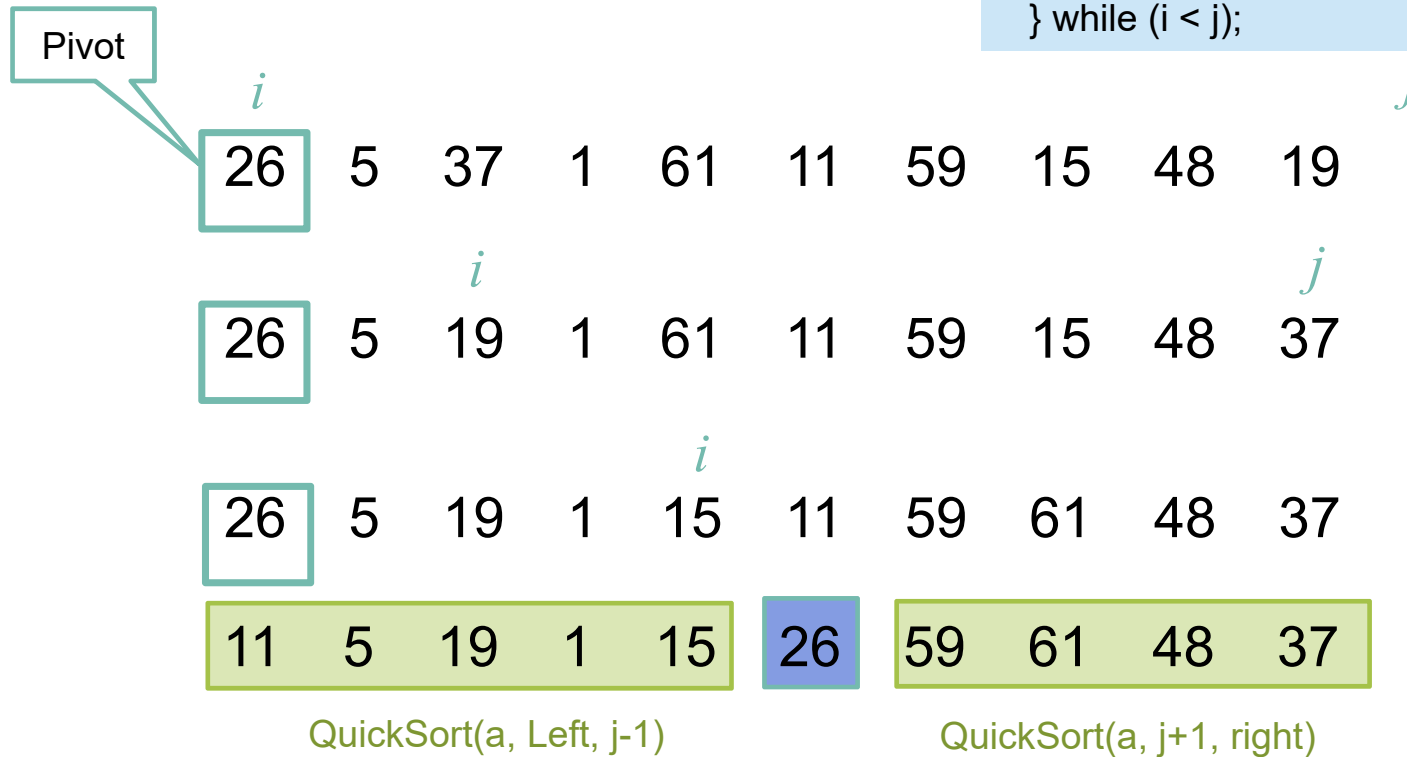 } while (i < j);
Pivot
i j
26 5 37 1 61 11 59 15 48 19
i j
26 5 19 1 61 11 59 15 48 37
i
26 5 19 1 15 11 59 61 48 37
11 5 19 1 15 26 59 61 48 37
QuickSort(a, Left, j-1) QuickSort(a, j+1, right)